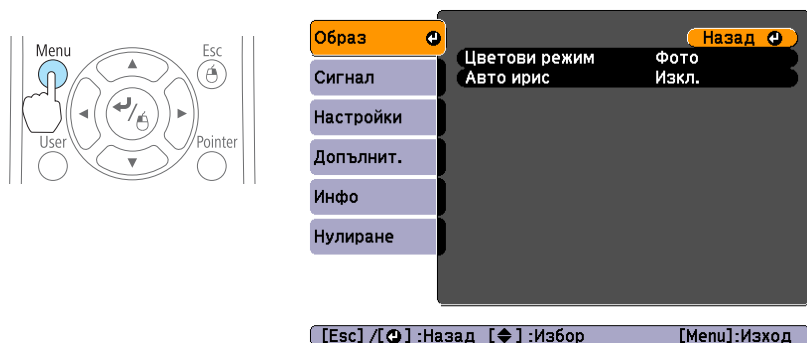 Menu
Esc
User
Pointer
Образ
Сигнал
Настройки
Допълнит.
Инфо
Нулиране
Назад
Цветови режим Фото
Авто ирис Изкл.
[Esc] /[ ] :Назад [ ] :Избор [Menu]:Изход